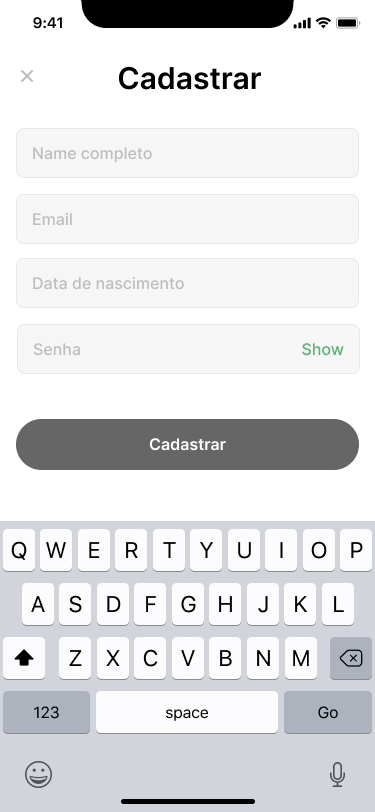 9:41
Cadastrar
Name completo
Email
Data de nascimento
Senha Show
Cadastrar
Q W E R T Y U I O P
A S D F G H J K L
Z X C V B N M
123 space Go